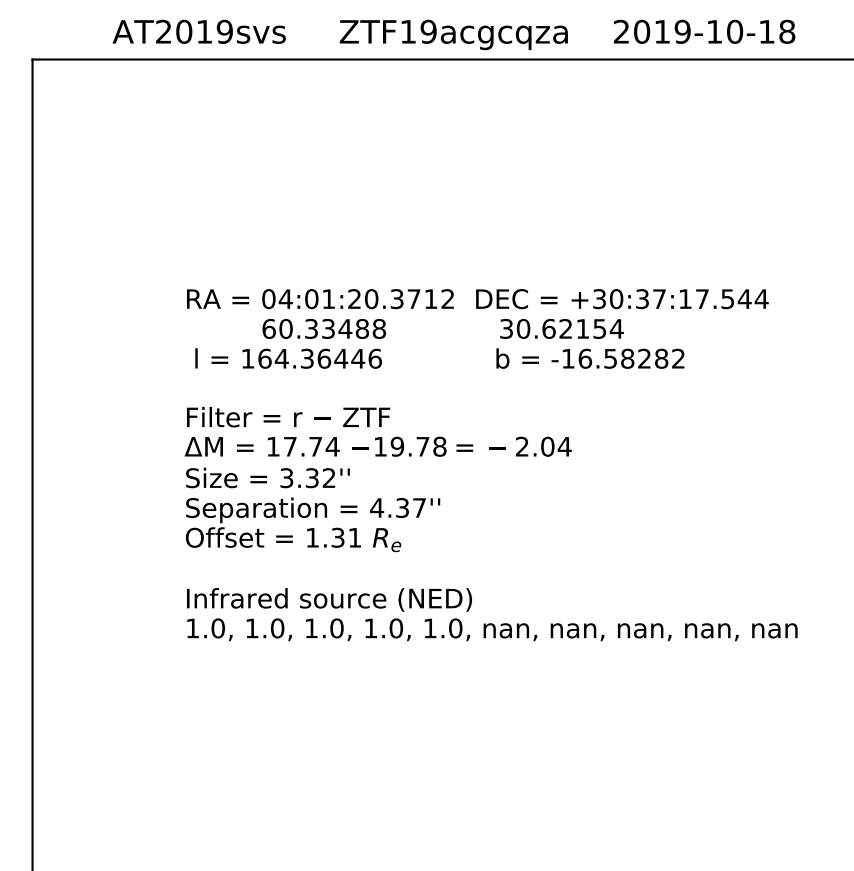 AT2019svs ZTF19acgcqza 2019-10-18
RA = 04:01:20.3712 DEC = +30:37:17.544
60.33488 30.62154
l = 164.36446 b = -16.58282
Filter = r − ZTF
ΔM = 17.74 −19.78 = − 2.04
Size = 3.32''
Separation = 4.37''
Offset = 1.31 Re
Infrared source (NED)
1.0, 1.0, 1.0, 1.0, 1.0, nan, nan, nan, nan, nan